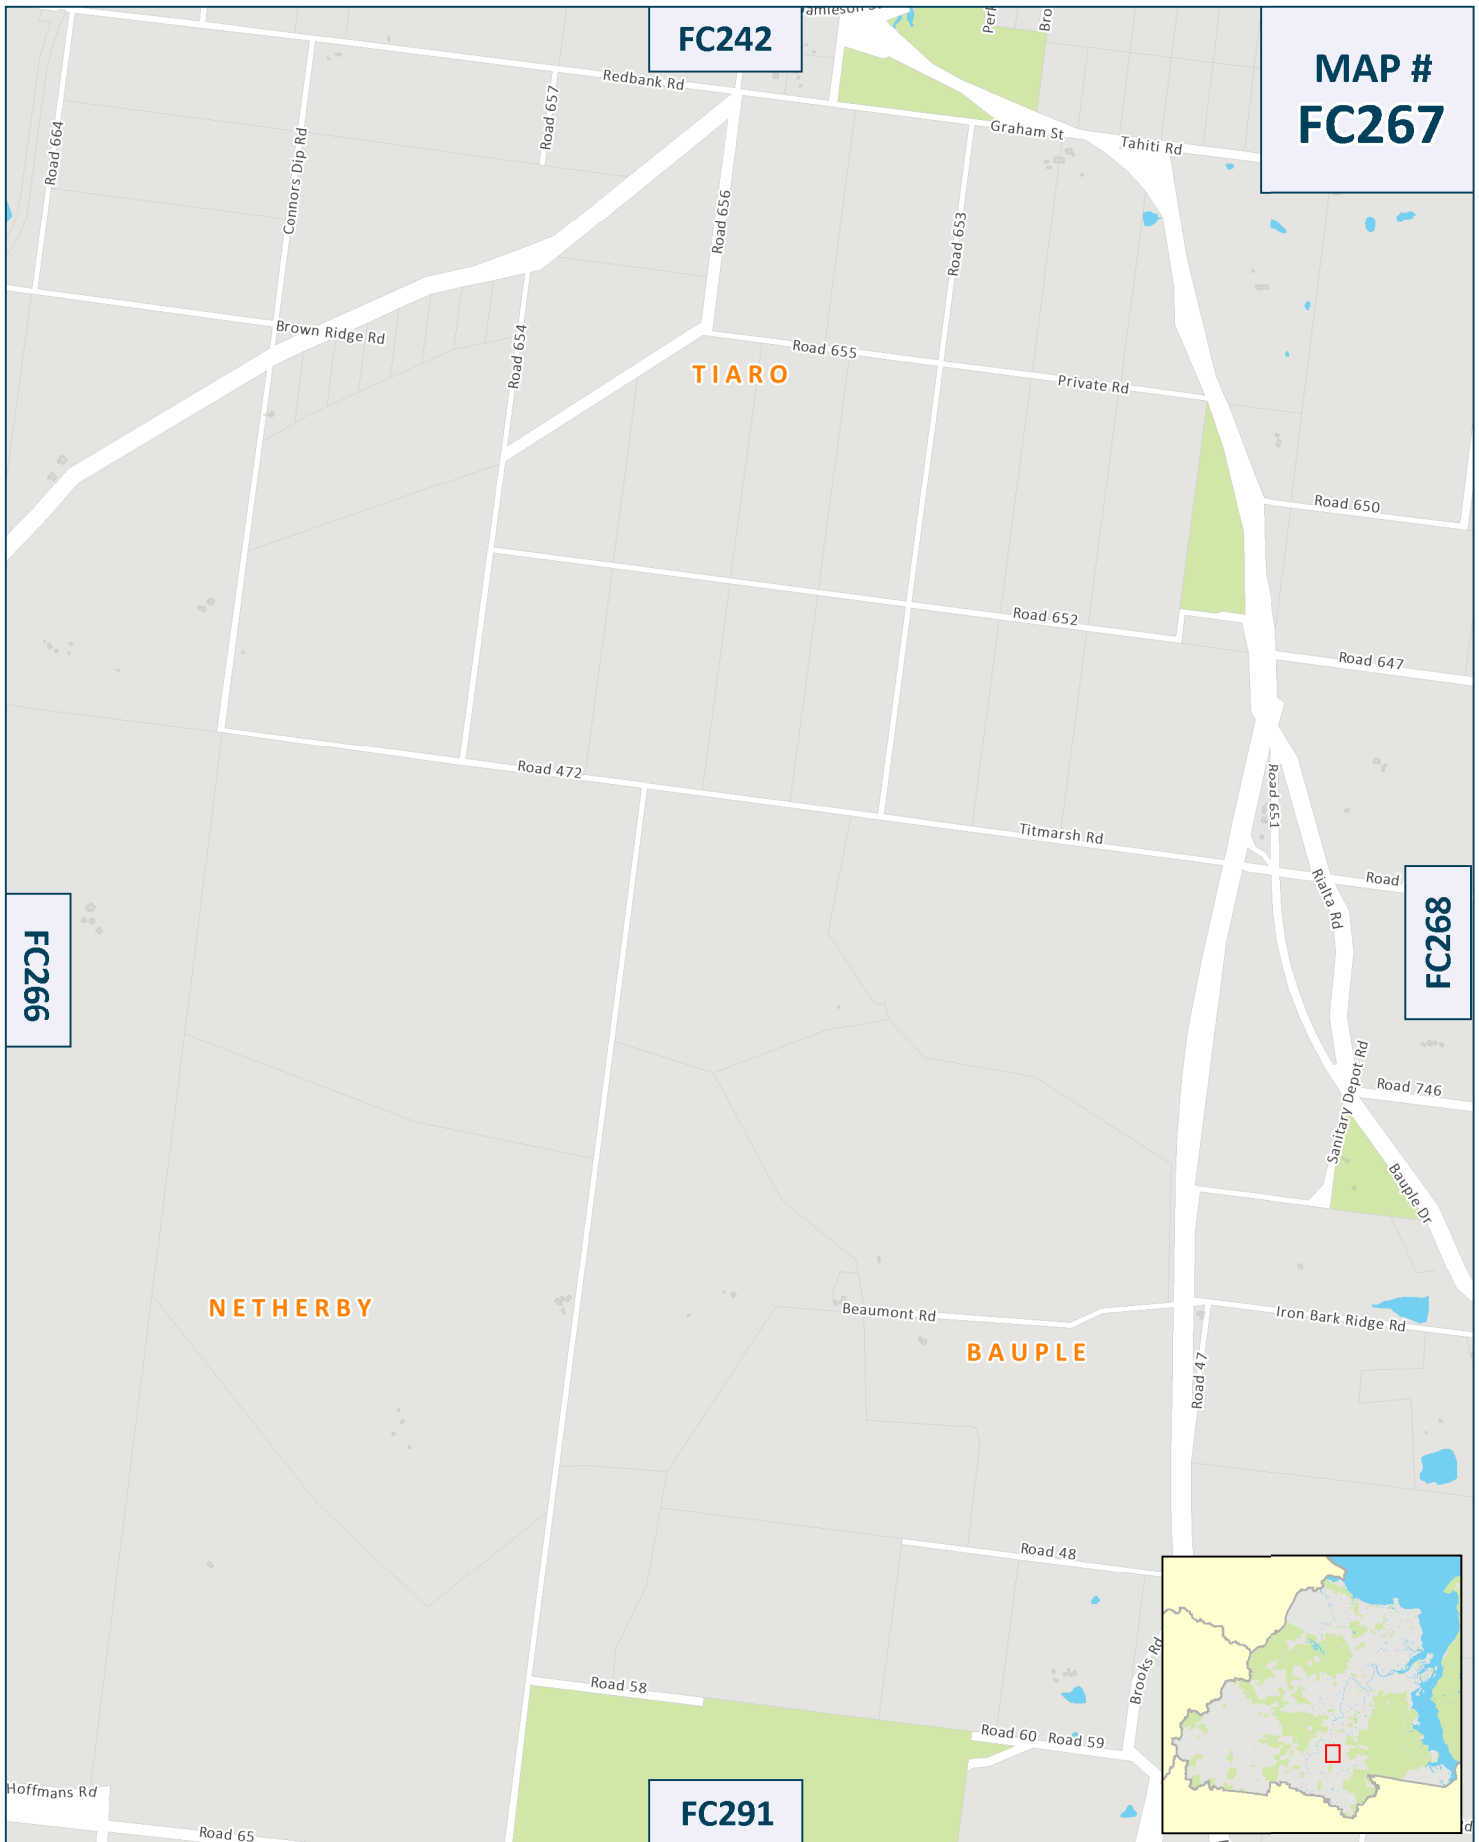 FC242
MAP #
FC267
Redbank Rd
Graham St
Tahiti Rd
Road 664
Connors Dip Rd
Road 657
Road 656
Road 653
Brown Ridge Rd
Road 654
Road 655
Private Rd
TIARO
Road 650
Road 652
Road 647
Road 472
Road 651
Titmarsh Rd
Road
Rialta Rd
FC266
FC268
Sanitary Depot Rd
Road 746
Bauple Dr
NETHERBY
Beaumont Rd
Iron Bark Ridge Rd
BAUPLE
Road 47
Road 48
Brooks Rd
Road 58
Road 60
Road 59
Hoffmans Rd
FC291
Road 65